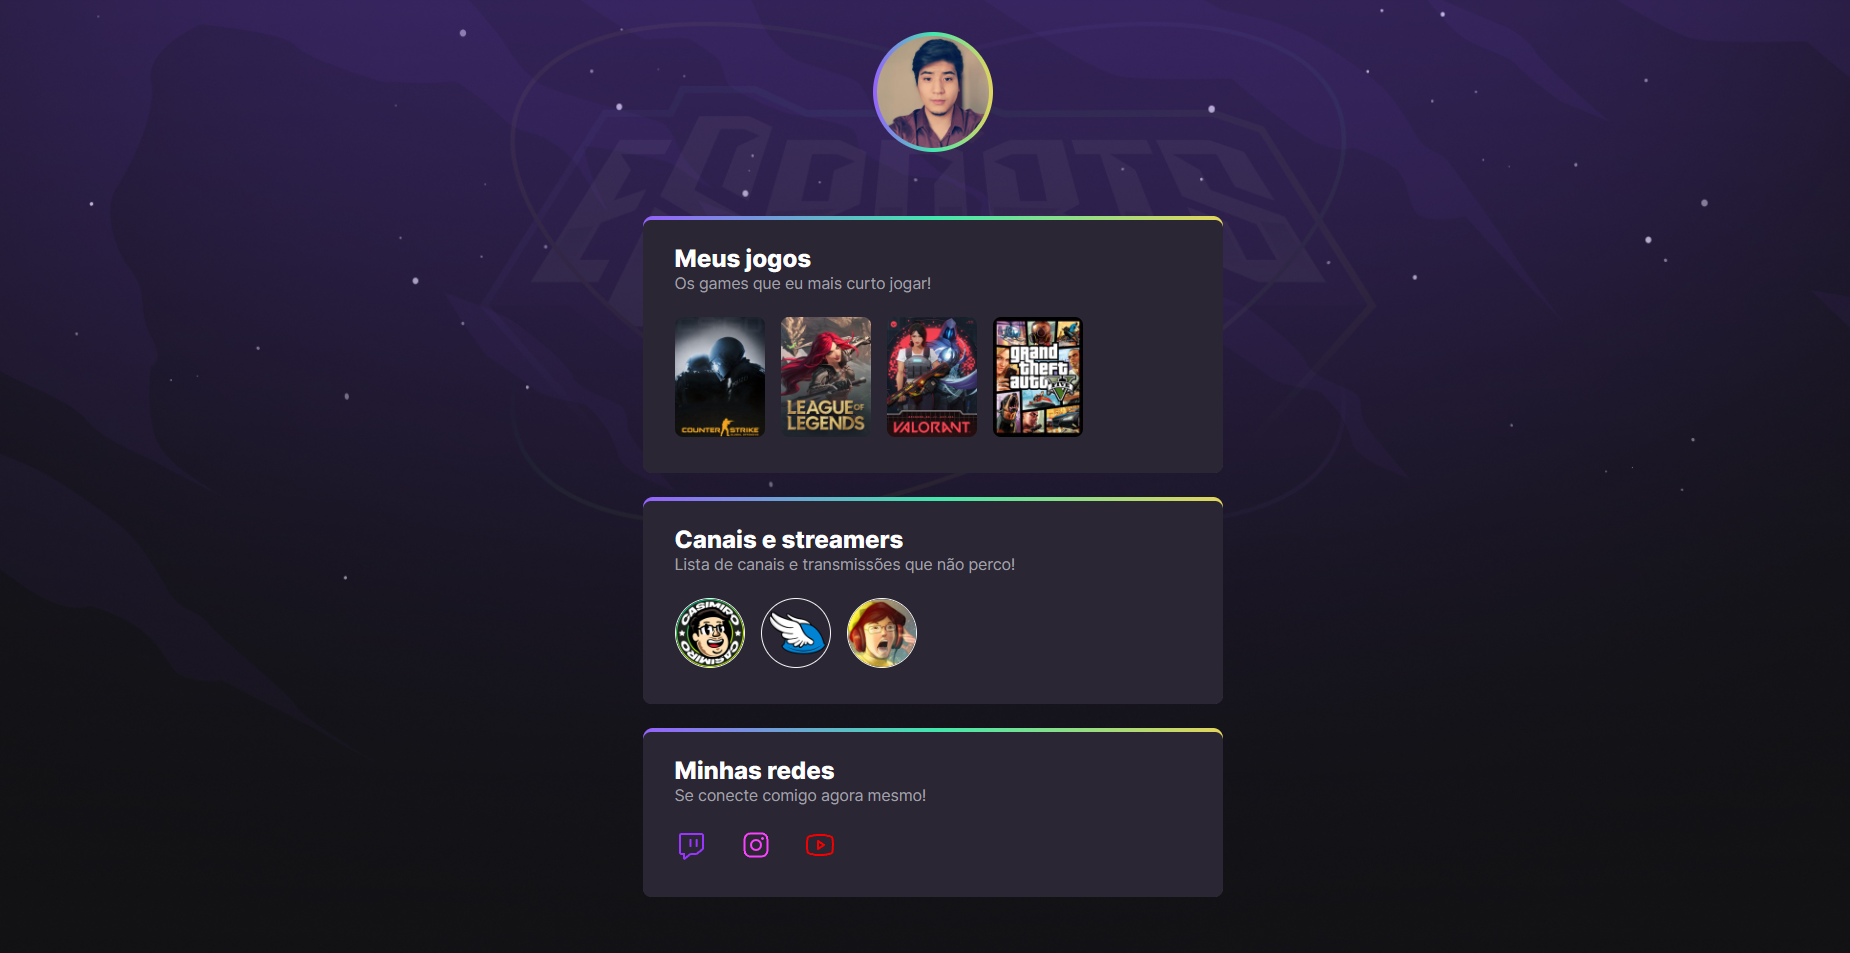 ESPORTS
Meus jogos
Os games que eu mais curto jogar!
COUNTER STRIKE
LEAGUE OF
LEGENDS
VALORANT
grand
theft
auto
V
Canais e streamers
Lista de canais e transmissões que não perco!
CASIMIRO
CASIMIRO
Minhas redes
Se conecte comigo agora mesmo!